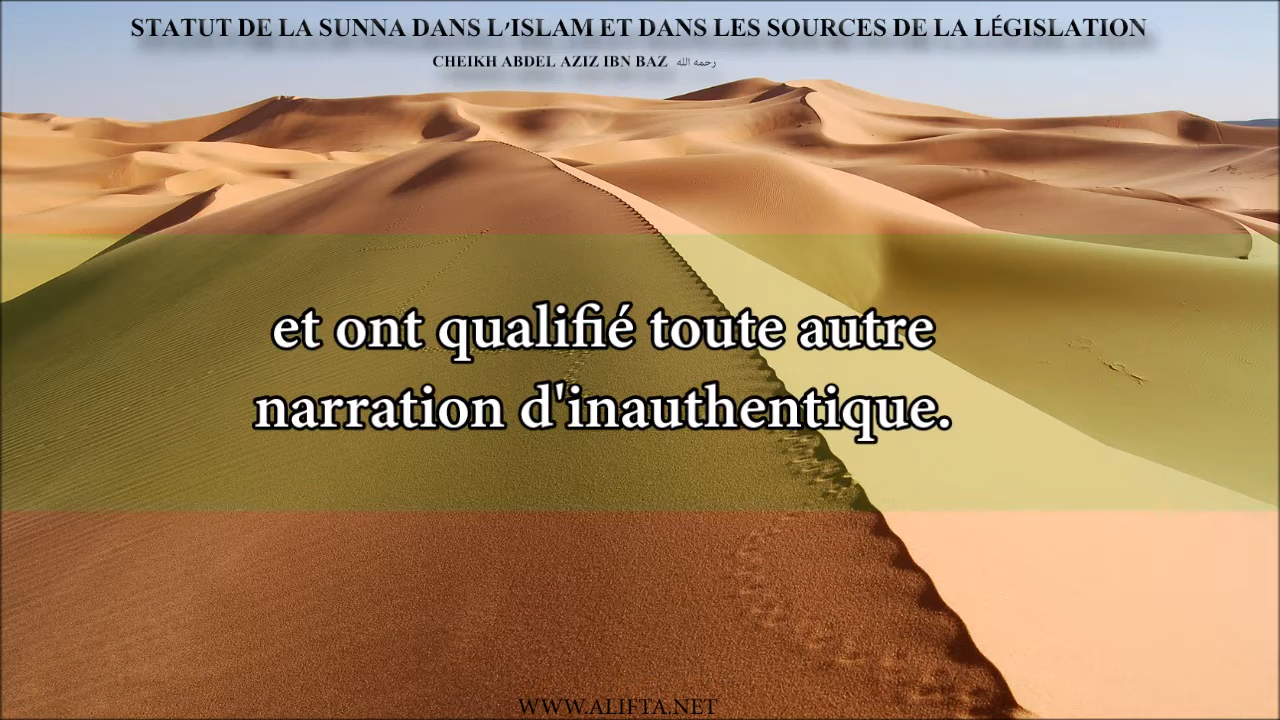 STATUT DE LA SUNNA DANS L'ISLAM ET DANS LES SOURCES DE LA LÉGISLATION
CHEIKH ABDEL AZIZ IBN BAZ رحمه الله
et ont qualifié toute autre
narration d'inauthentique.
WWW.ALIFTA.NET